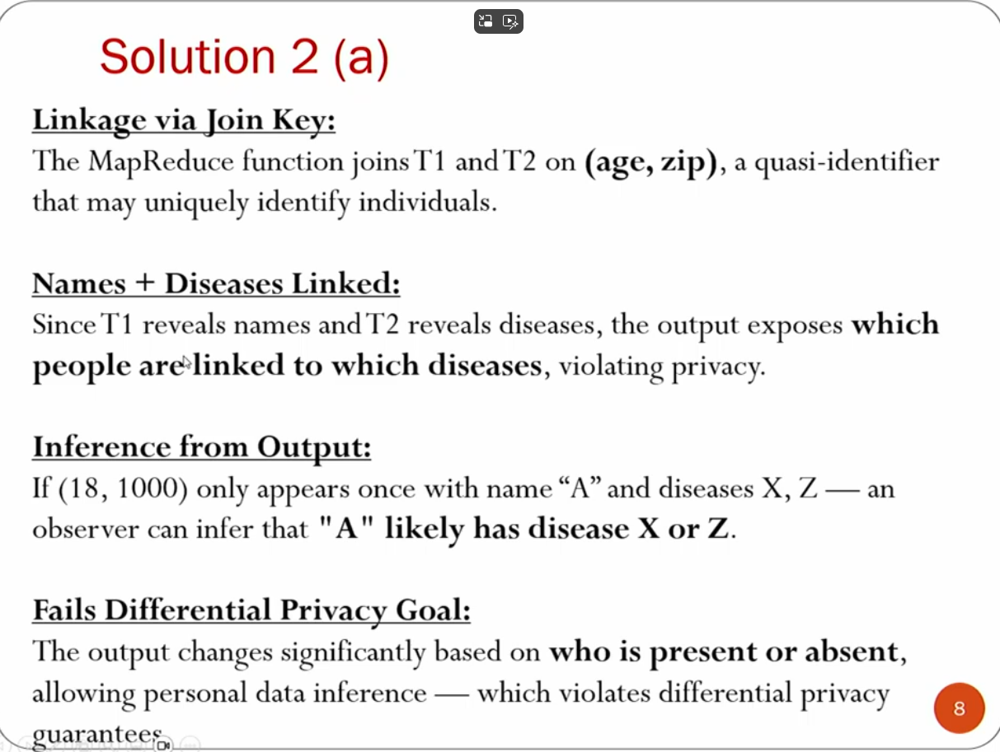 Solution 2 (a)
Linkage via Join Key:
The MapReduce function joins T1 and T2 on (age, zip), a quasi-identifier
that may uniquely identify individuals.
Names + Diseases Linked:
Since T1 reveals names and T2 reveals diseases, the output exposes which
people are linked to which diseases, violating privacy.
Inference from Output:
If (18, 1000) only appears once with name “A” and diseases X, Z — an
observer can infer that "A" likely has disease X or Z.
Fails Differential Privacy Goal:
The output changes significantly based on who is present or absent,
allowing personal data inference — which violates differential privacy
guarantees.
8